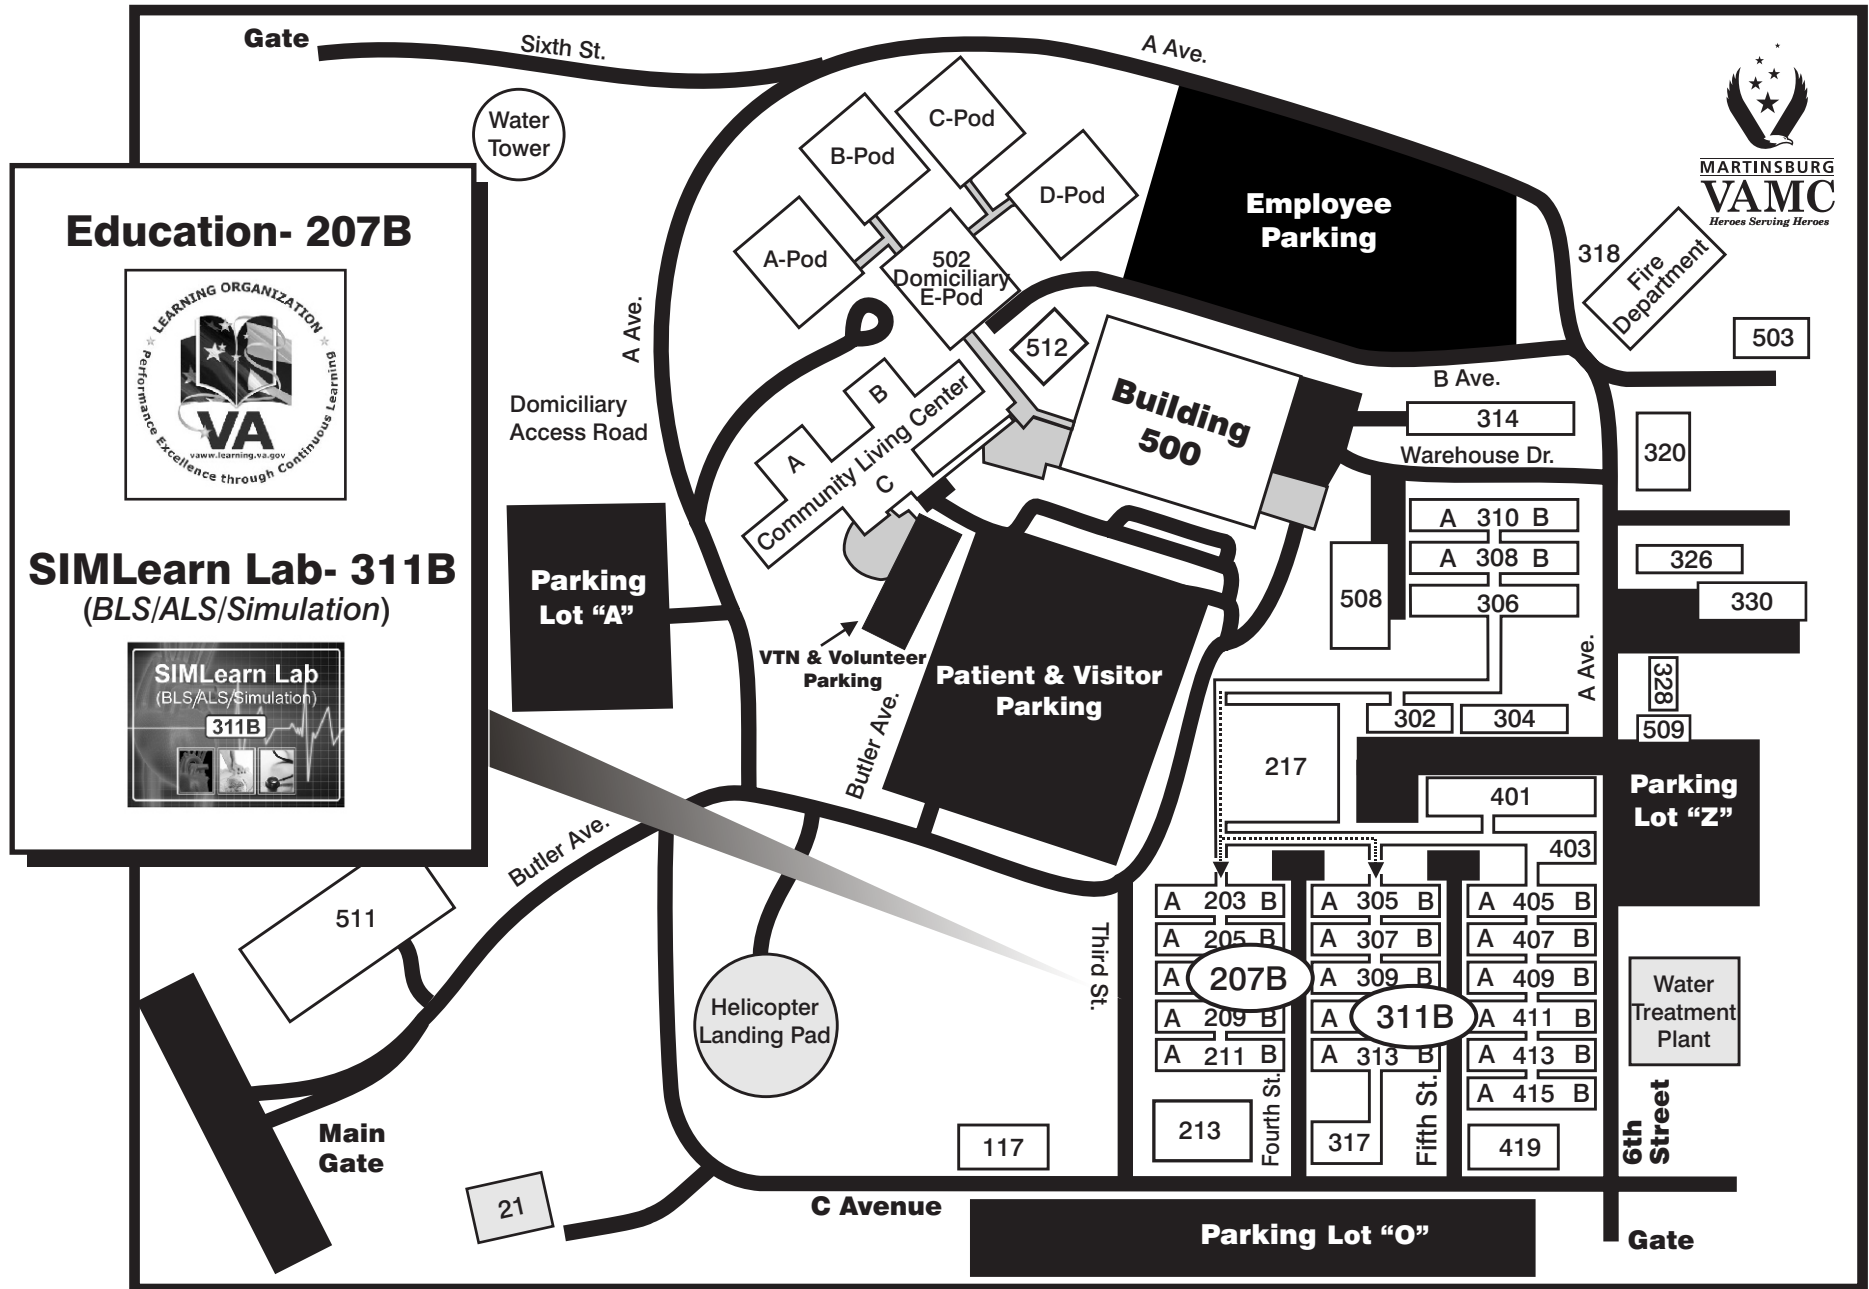 Gate
Sixth St.
A Ave.
Water
Tower
C-Pod
B-Pod
D-Pod
A-Pod
502
Domiciliary
E-Pod
Employee
Parking
MARTINSBURG
VAMC
Heroes Serving Heroes
318
Fire
Department
503
Education- 207B
LEARNING ORGANIZATION
Performance Excellence through Continuous Learning
VA
vaww.learning.va.gov
SIMLearn Lab- 311B
(BLS/ALS/Simulation)
SIMLearn Lab
(BLS/ALS/Simulation)
311B
A Ave.
Domiciliary
Access Road
512
B
A
Community Living Center
C
Building
500
B Ave.
314
Warehouse Dr.
320
A 310 B
A 308 B
306
508
326
330
Parking
Lot “A”
VTN & Volunteer
Parking
Butler Ave.
Patient & Visitor
Parking
A Ave.
328
509
302
304
217
401
403
Parking
Lot “Z”
Butler Ave.
511
Third St.
A 203 B
A 205 B
A
207B
A 209 B
A 211 B
A 305 B
A 307 B
A 309 B
A
311B
A 313 B
A 405 B
A 407 B
A 409 B
A 411 B
A 413 B
A 415 B
Water
Treatment
Plant
Helicopter
Landing Pad
Main
Gate
21
117
213
Fourth St.
317
Fifth St.
419
6th
Street
C Avenue
Parking Lot “O”
Gate